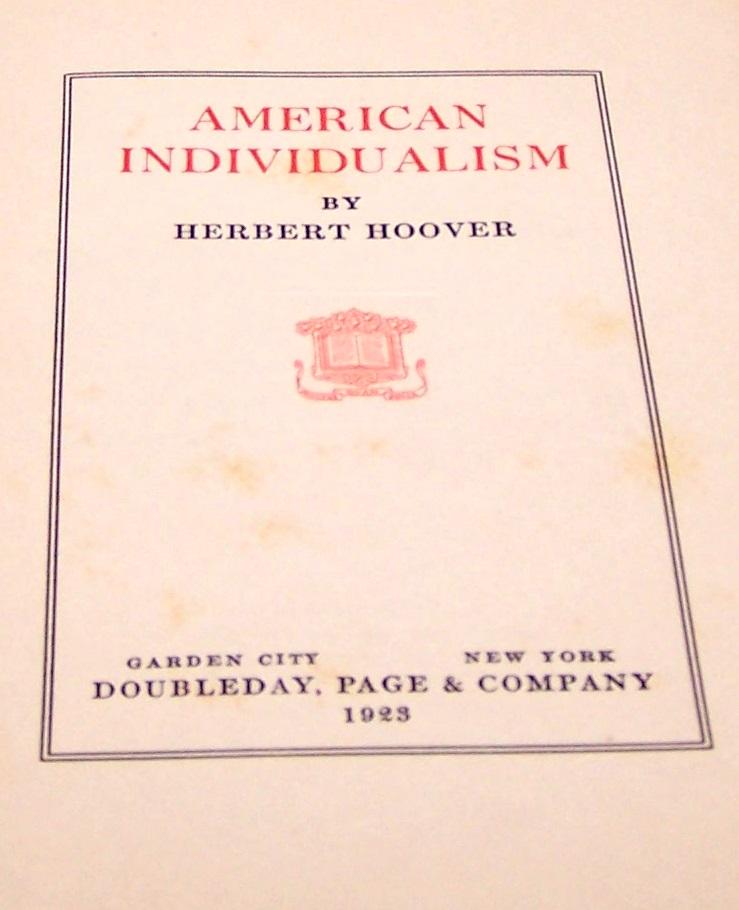 AMERICAN
INDIVIDUALISM
BY
HERBERT HOOVER
GARDEN CITY NEW YORK
DOUBLEDAY, PAGE & COMPANY
1923